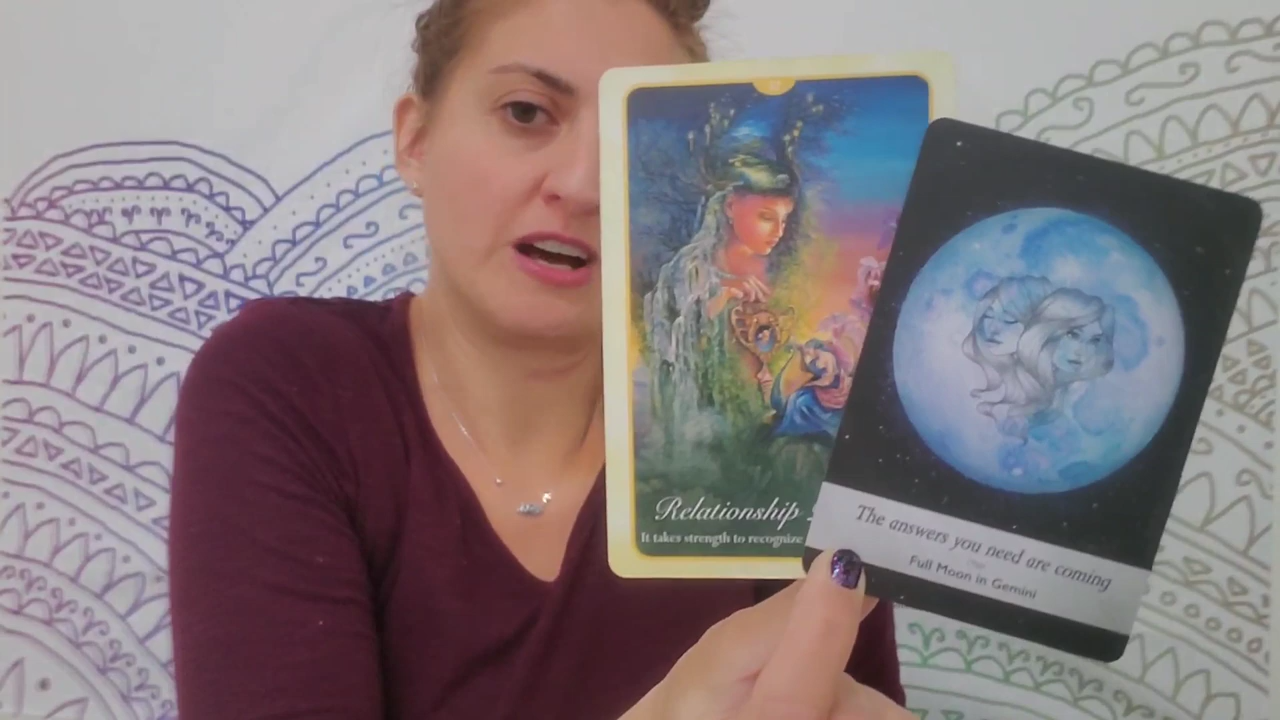 Relationship
It takes strength to recognize
The answers you need are coming
Full Moon in Gemini